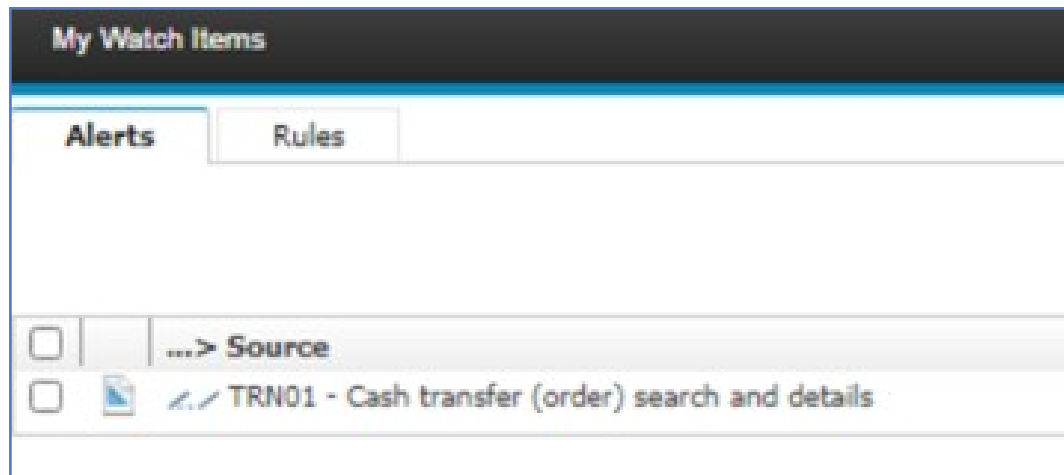 My Watch Items
Alerts Rules
...> Source
TRN01 - Cash transfer (order) search and details